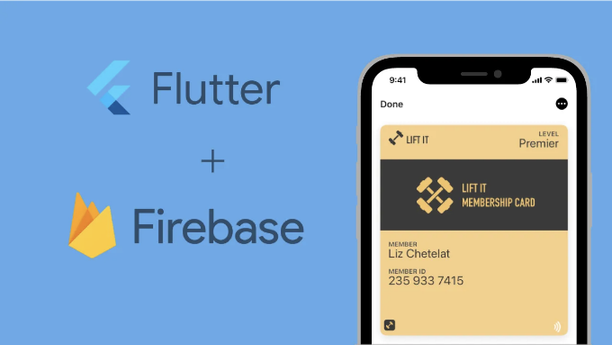 Flutter
+
Firebase
9:41
Done
LIFT IT
LEVEL
Premier
LIFT IT
MEMBERSHIP CARD
MEMBER
Liz Chetelat
MEMBER ID
235 933 7415